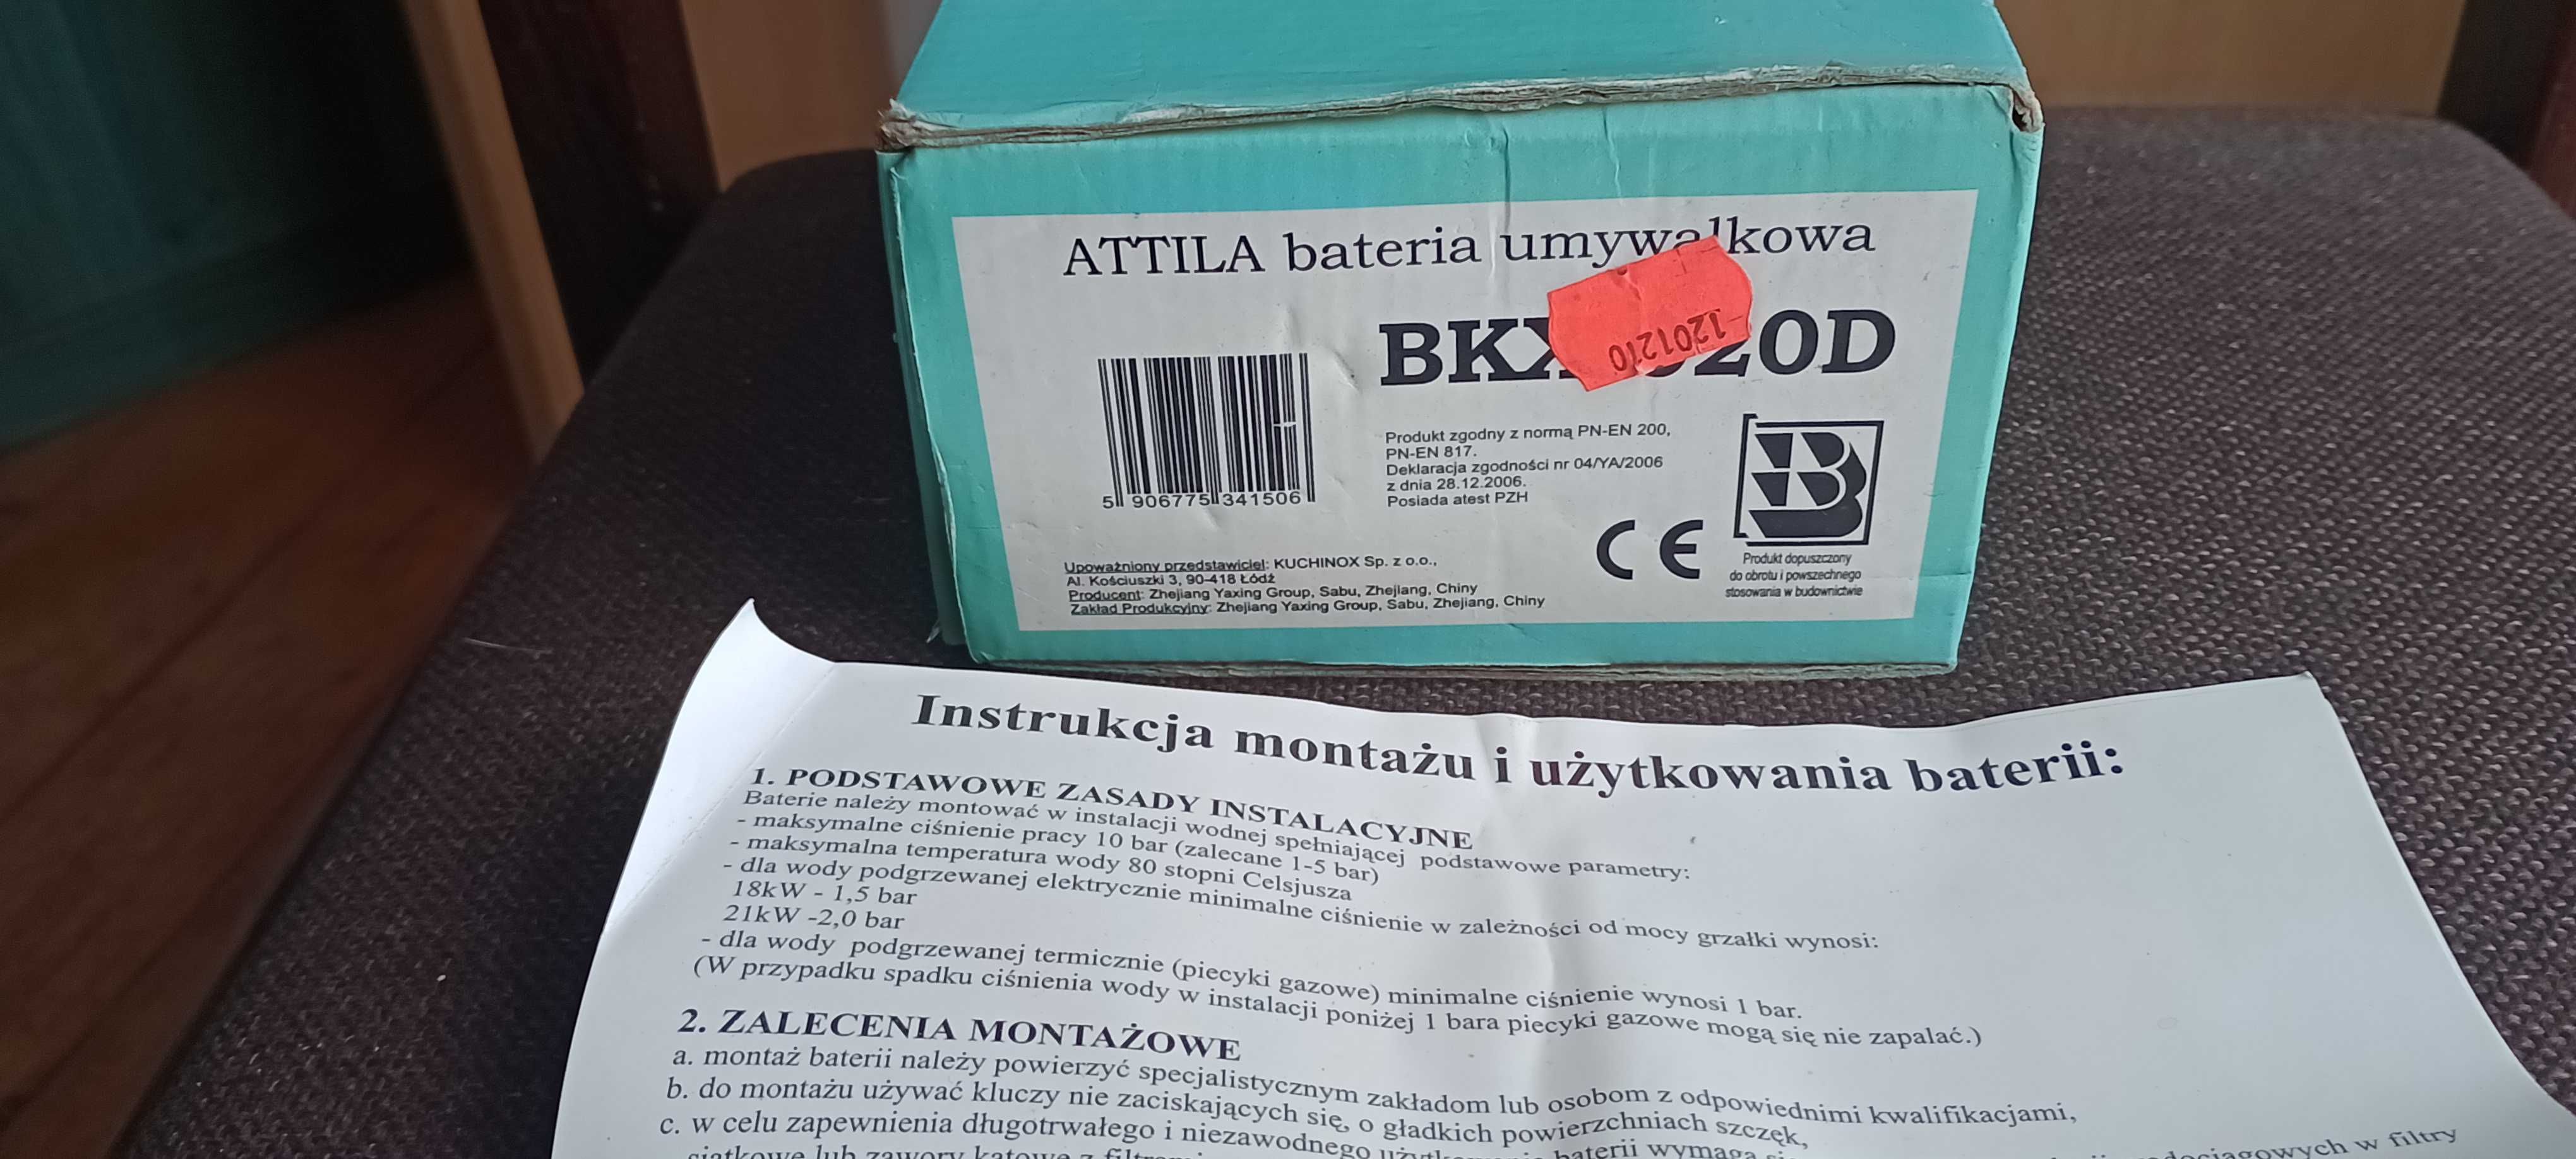 ATTILA bateria umywalkowa
BKX 20D
1201210
5 906775 341506
Produkt zgodny z normą PN-EN 200,
PN-EN 817.
Deklaracja zgodności nr 04/YA/2006
z dnia 28.12.2006.
Posiada atest PZH
CE
B
Produkt dopuszczony
do obrotu i powszechnego
stosowania w budownictwie
Upoważniony przedstawiciel: KUCHINOX Sp. z o.o.,
Al. Kościuszki 3, 90-418 Łódź
Producent: Zhejiang Yaxing Group, Sabu, Zhejiang, Chiny
Zakład Produkcyjny: Zhejiang Yaxing Group, Sabu, Zhejiang, Chiny
Instrukcja montażu i użytkowania baterii:
1. PODSTAWOWE ZASADY INSTALACYJNE
Baterie należy montować w instalacji wodnej spełniającej podstawowe parametry:
- maksymalne ciśnienie pracy 10 bar (zalecane 1-5 bar)
- maksymalna temperatura wody 80 stopni Celsjusza
- dla wody podgrzewanej elektrycznie minimalne ciśnienie w zależności od mocy grzałki wynosi:
18kW - 1,5 bar
21kW -2,0 bar
- dla wody podgrzewanej termicznie (piecyki gazowe) minimalne ciśnienie wynosi 1 bar.
(W przypadku spadku ciśnienia wody w instalacji poniżej 1 bara piecyki gazowe mogą się nie zapalać.)
2. ZALECENIA MONTAŻOWE
a. montaż baterii należy powierzyć specjalistycznym zakładom lub osobom z odpowiednimi kwalifikacjami,
b. do montażu używać kluczy nie zaciskających się, o gładkich powierzchniach szczęk,
c. w celu zapewnienia długotrwałego i niezawodnego baterii wymaga w filtry
siatkowe lub zawory kątowe z